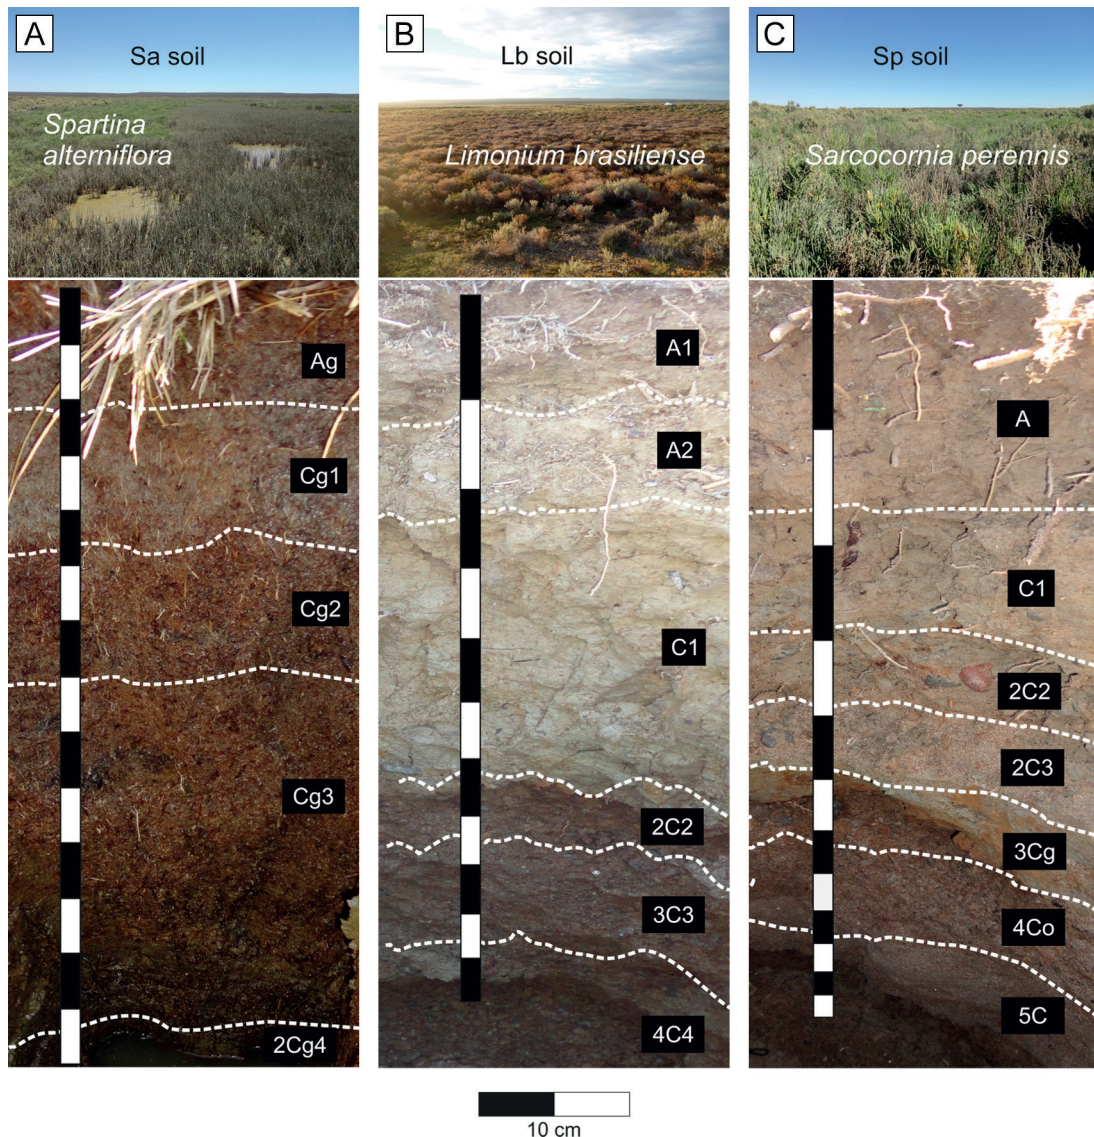 A
Sa soil
Spartina
alterniflora
Ag
Cg1
Cg2
Cg3
2Cg4
B
Lb soil
Limonium brasiliense
A1
A2
C1
2C2
3C3
4C4
C
Sp soil
Sarcocornia perennis
A
C1
2C2
2C3
3Cg
4Co
5C
10 cm